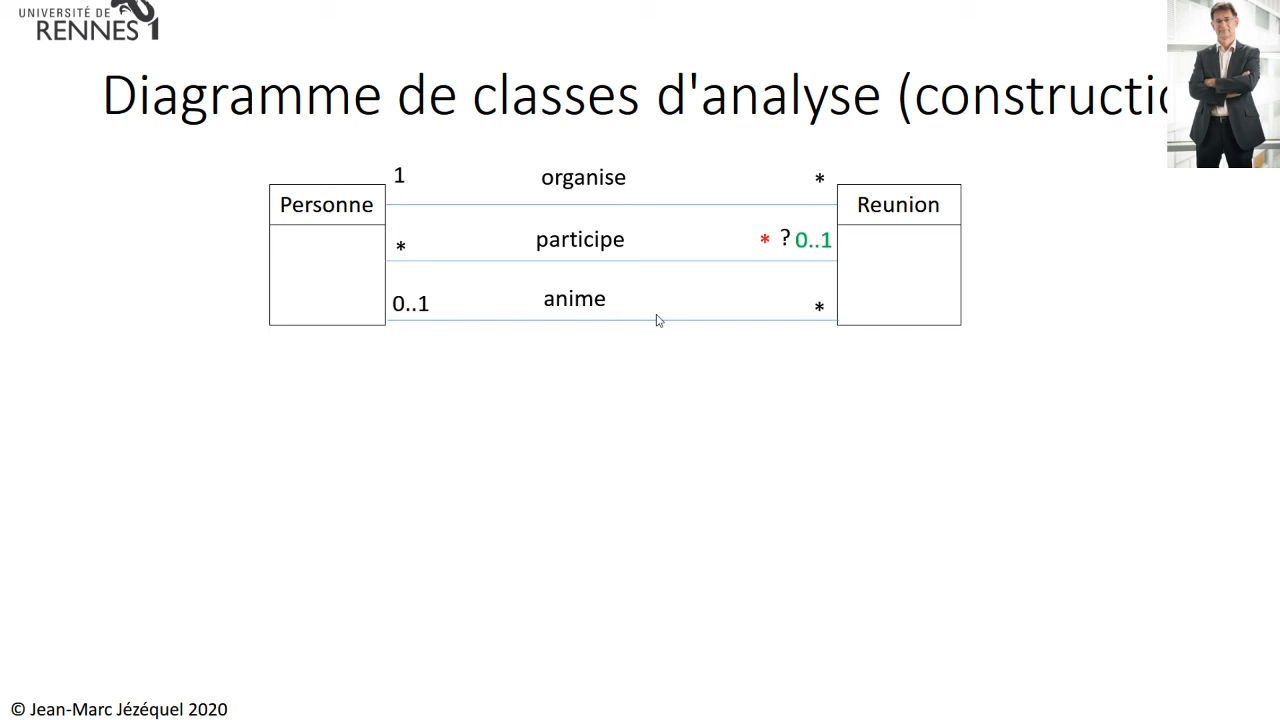 UNIVERSITÉ DE
RENNES 1
Diagramme de classes d'analyse (constructi
1 organise *
Personne Reunion
* participe * ? 0..1
0..1 anime *
© Jean-Marc Jézéquel 2020